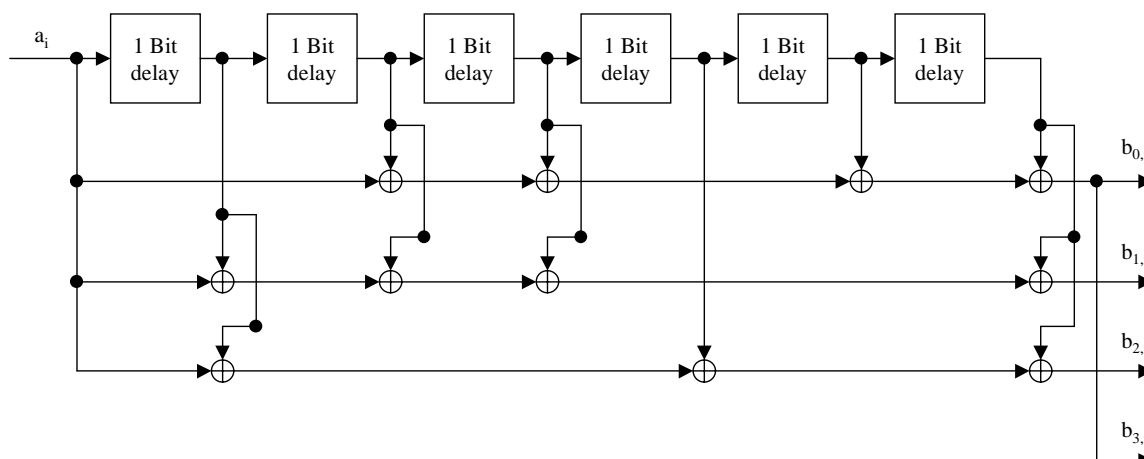 a_i
1 Bit
delay
1 Bit
delay
1 Bit
delay
1 Bit
delay
1 Bit
delay
1 Bit
delay
b_0,
b_1,
b_2,
b_3,